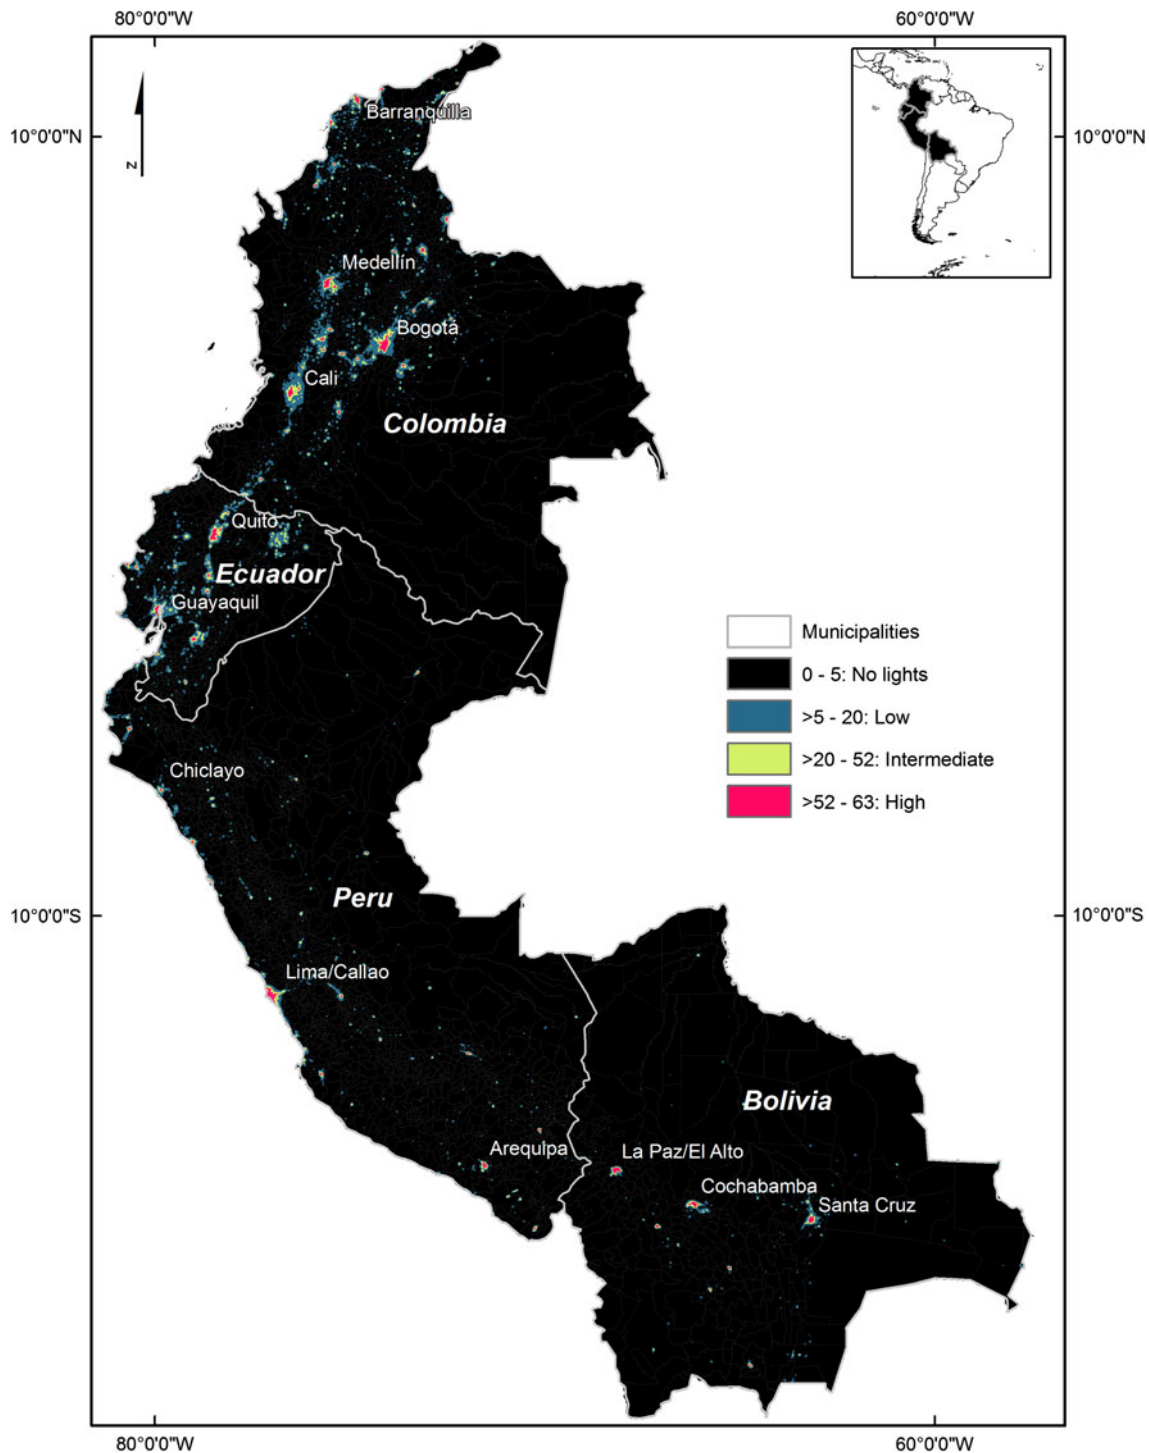 80°0'0"W
60°0'0"W
10°0'0"N
10°0'0"N
Barranquilla
N
Medellín
Bogotá
Cali
Colombia
Quito
Ecuador
Guayaquil
Municipalities
0 - 5: No lights
>5 - 20: Low
>20 - 52: Intermediate
>52 - 63: High
Chiclayo
Peru
10°0'0"S
10°0'0"S
Lima/Callao
Bolivia
Arequipa
La Paz/El Alto
Cochabamba
Santa Cruz
80°0'0"W
60°0'0"W